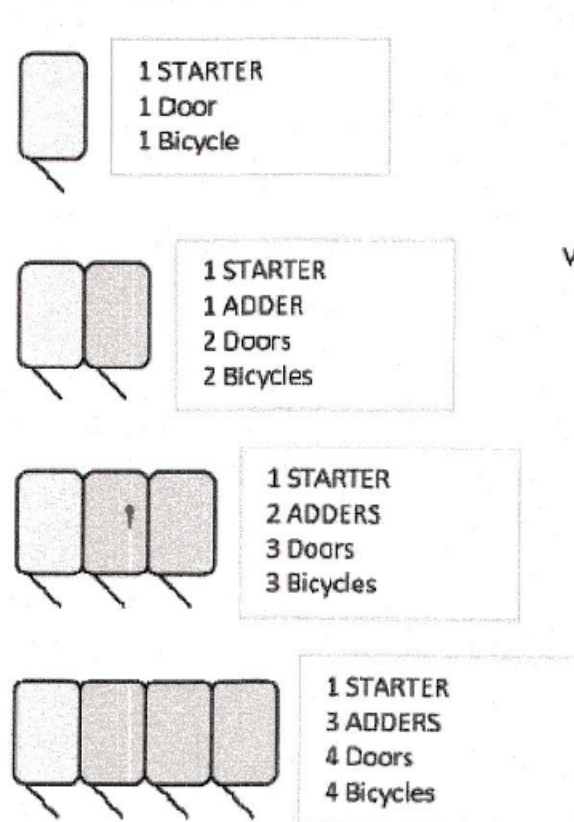 1 STARTER
1 Door
1 Bicycle
1 STARTER
1 ADDER
2 Doors
2 Bicycles
1 STARTER
2 ADDERS
3 Doors
3 Bicycles
1 STARTER
3 ADDERS
4 Doors
4 Bicycles